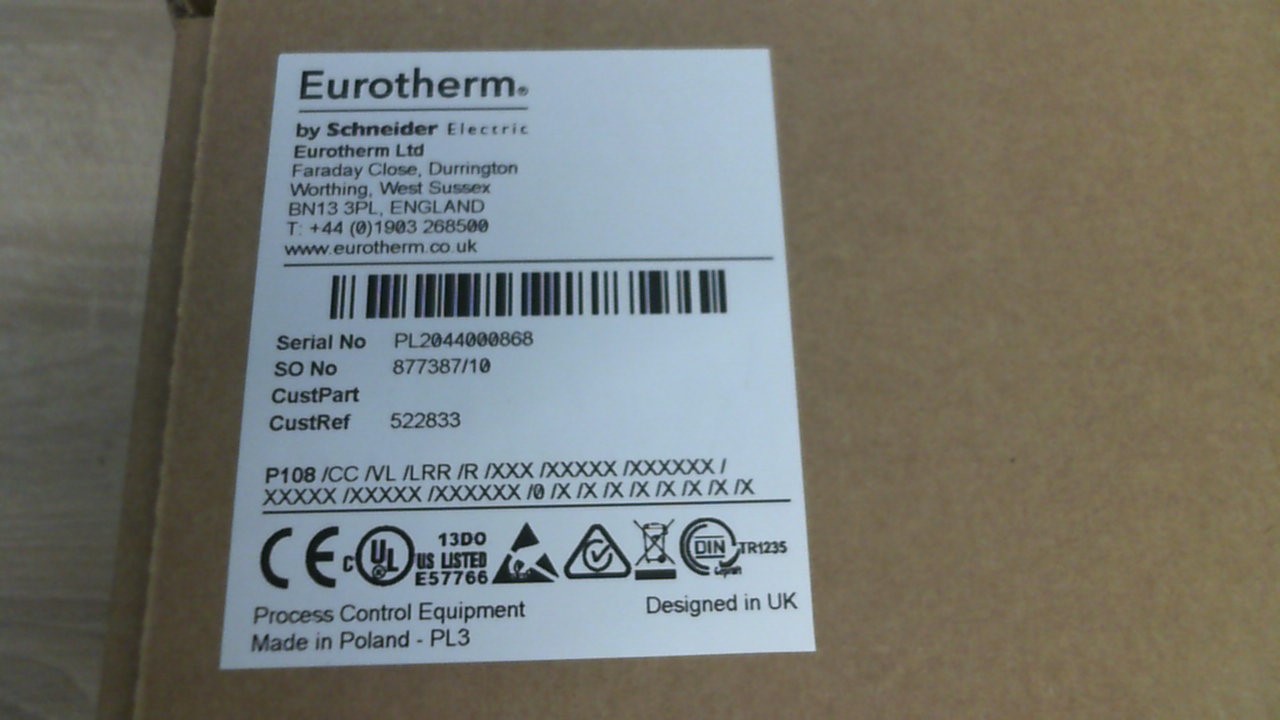 Eurotherm®
by Schneider Electric
Eurotherm Ltd
Faraday Close, Durrington
Worthing, West Sussex
BN13 3PL, ENGLAND
T: +44 (0)1903 268500
www.eurotherm.co.uk
Serial No PL2044000868
SO No 877387/10
CustPart
CustRef 522833
P108 /CC /VL /LRR /R /XXX /XXXXX /XXXXXX /
XXXXX /XXXXX /XXXXXX /0 /X /X /X /X /X /X /X /X
CE C UL US LISTED 13DO E57766 DIN Geprüft TR1235
Process Control Equipment Designed in UK
Made in Poland - PL3